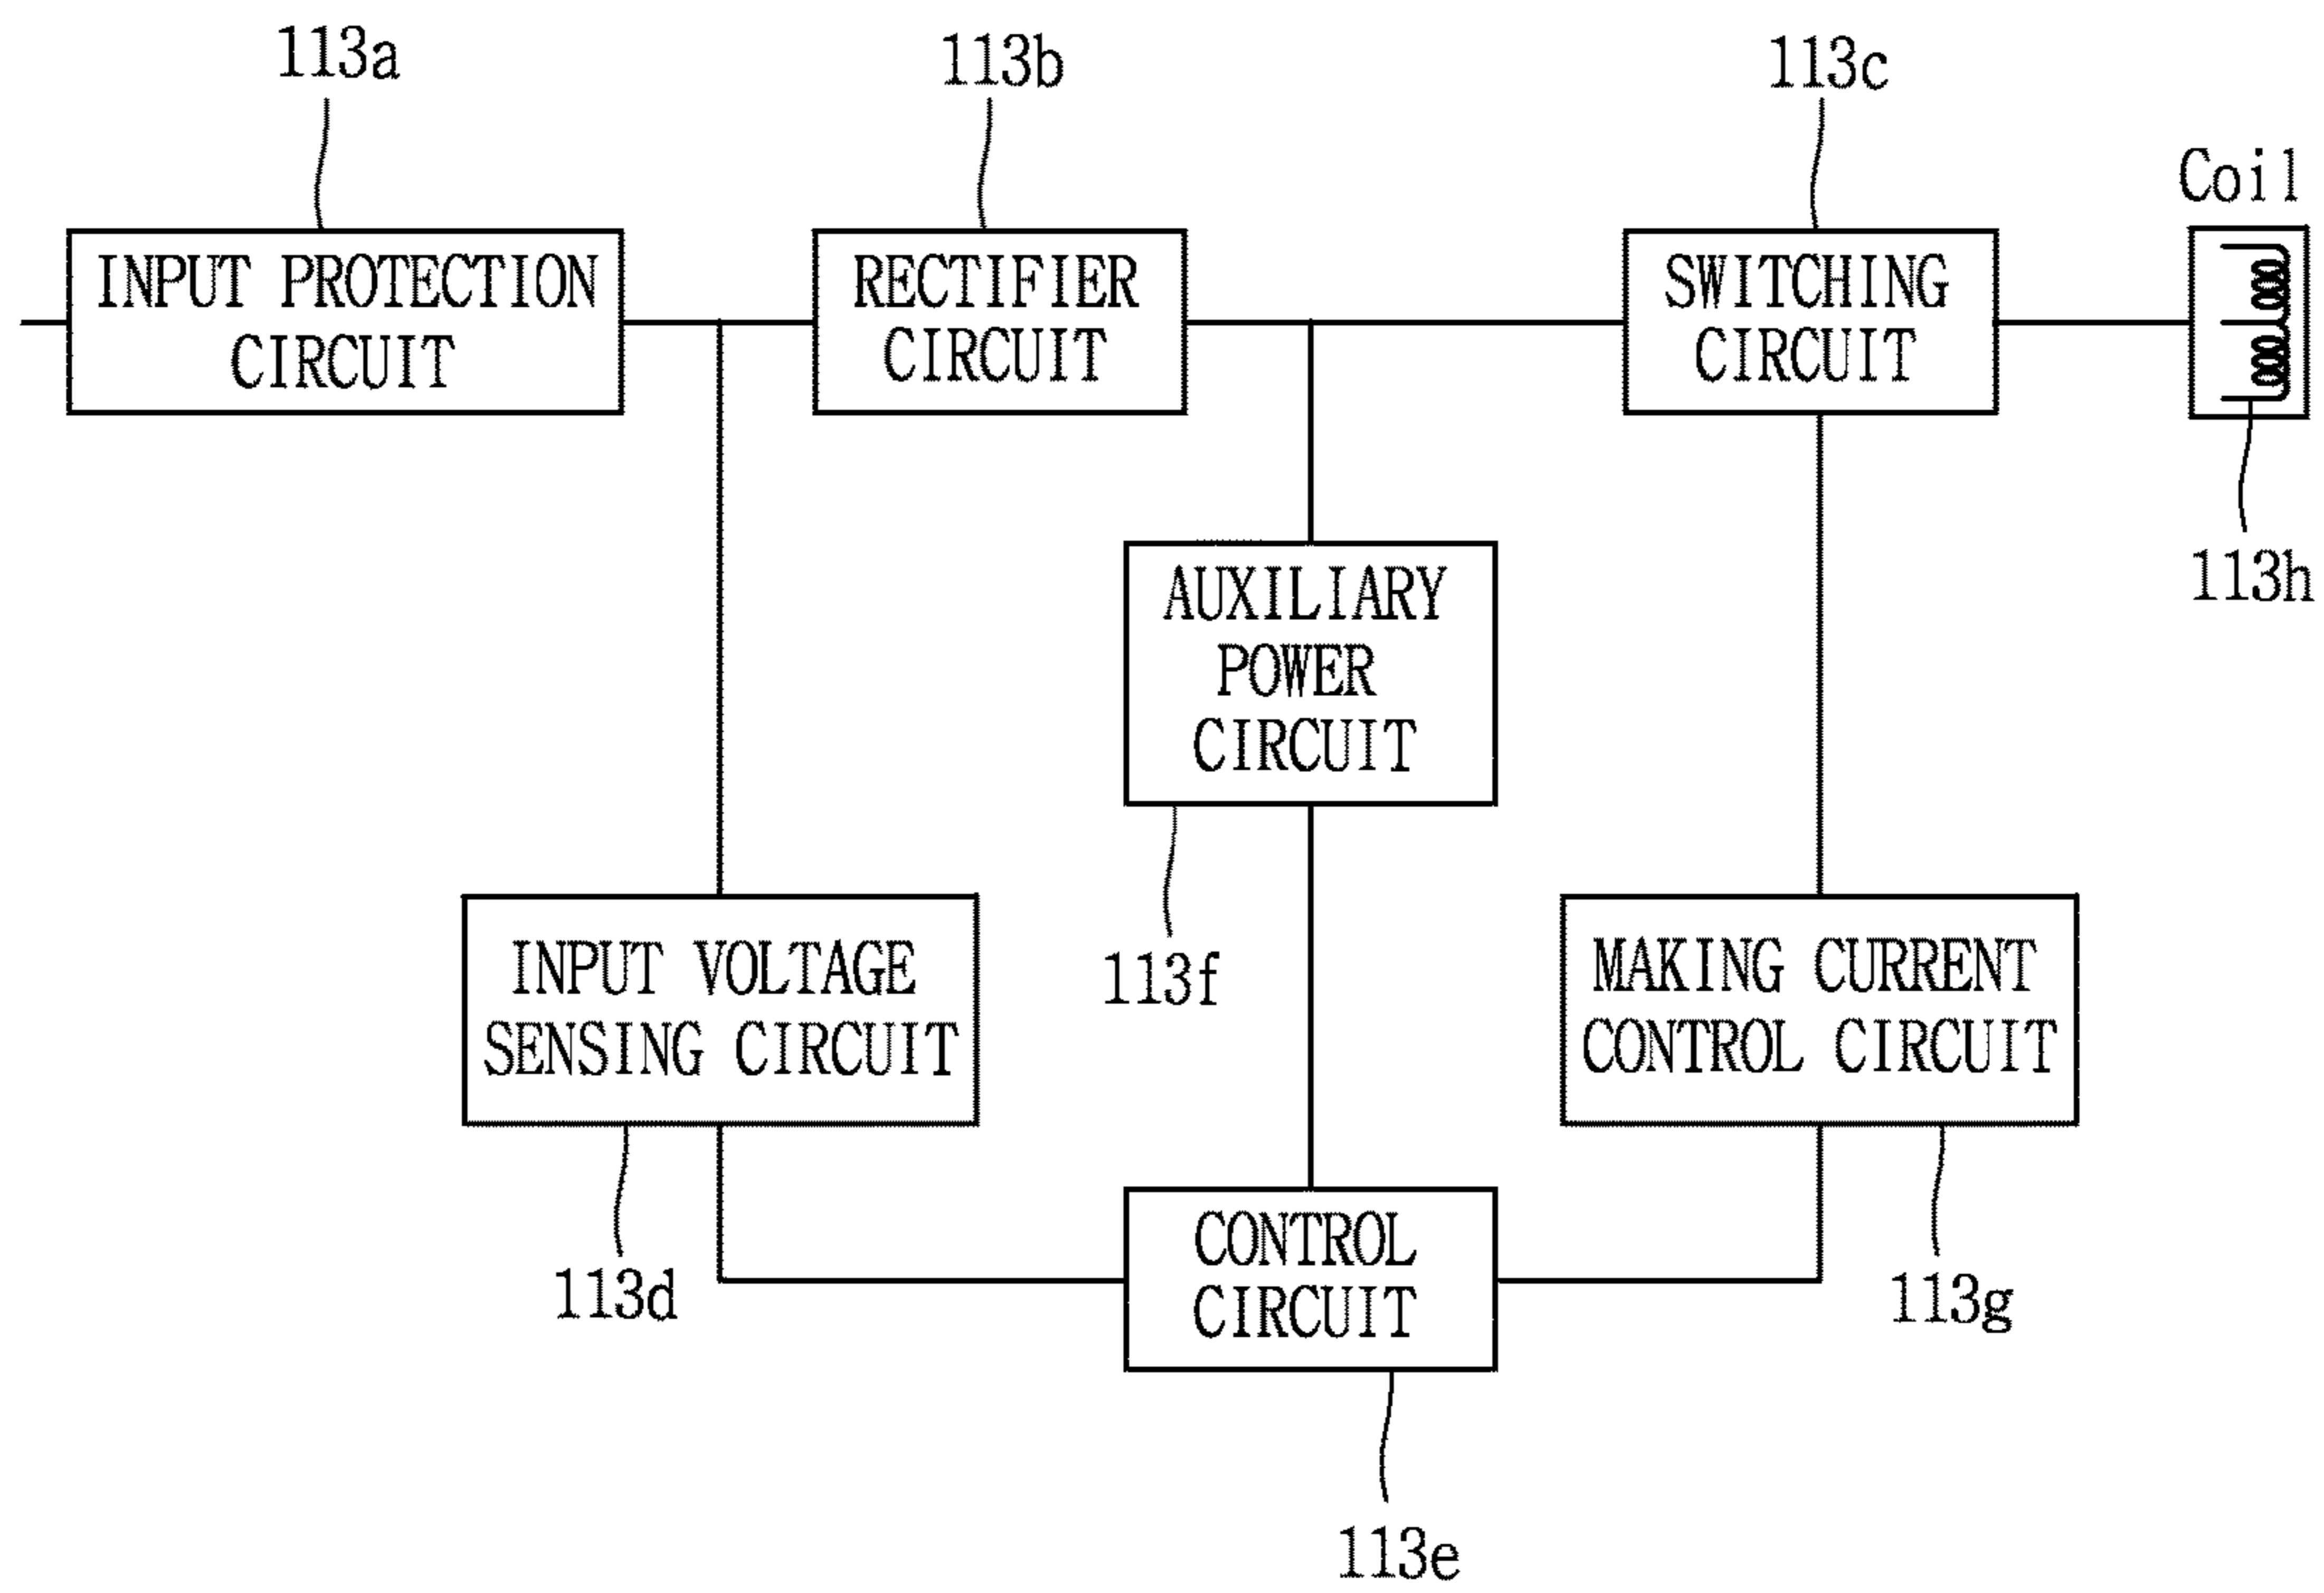 113a
113b
113c
Coil
INPUT PROTECTION
CIRCUIT
RECTIFIER
CIRCUIT
SWITCHING
CIRCUIT
113h
AUXILIARY
POWER
CIRCUIT
113f
INPUT VOLTAGE
SENSING CIRCUIT
MAKING CURRENT
CONTROL CIRCUIT
113d
CONTROL
CIRCUIT
113g
113e